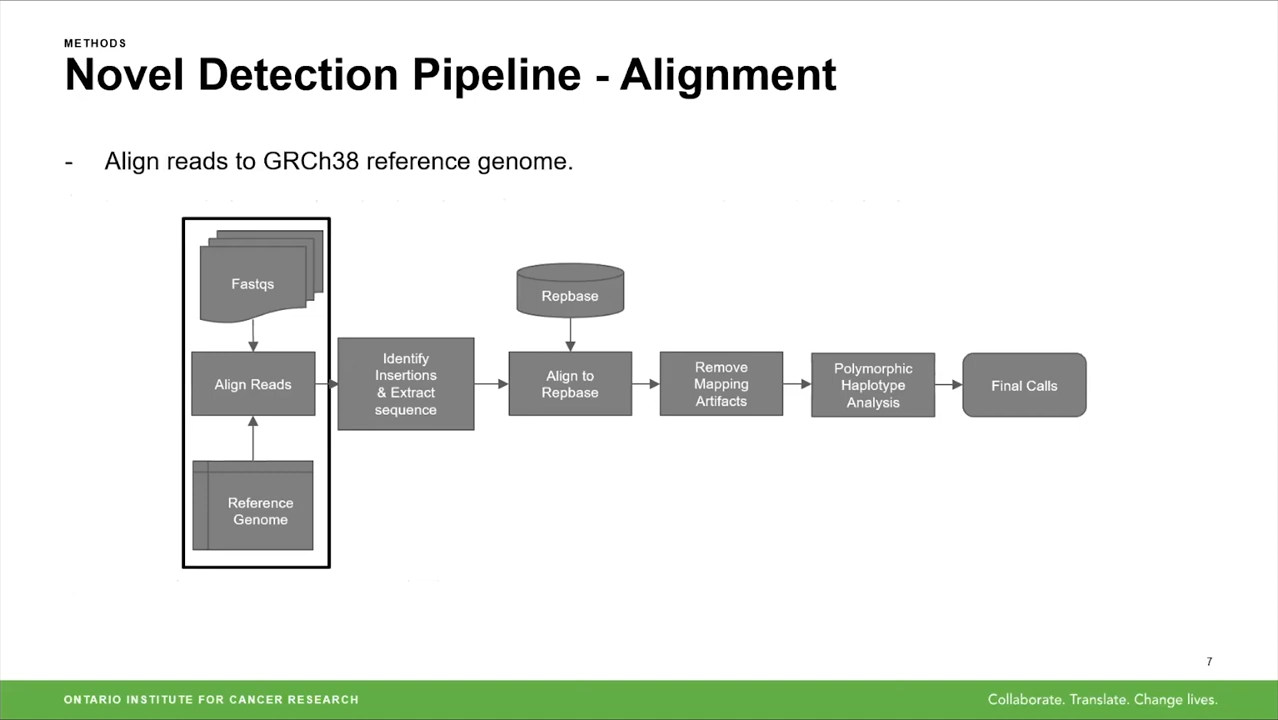 METHODS
Novel Detection Pipeline - Alignment
- Align reads to GRCh38 reference genome.
Fastqs
Repbase
Align Reads
Identify
Insertions
& Extract
sequence
Align to
Repbase
Remove
Mapping
Artifacts
Polymorphic
Haplotype
Analysis
Final Calls
Reference
Genome
7
ONTARIO INSTITUTE FOR CANCER RESEARCH
Collaborate. Translate. Change lives.